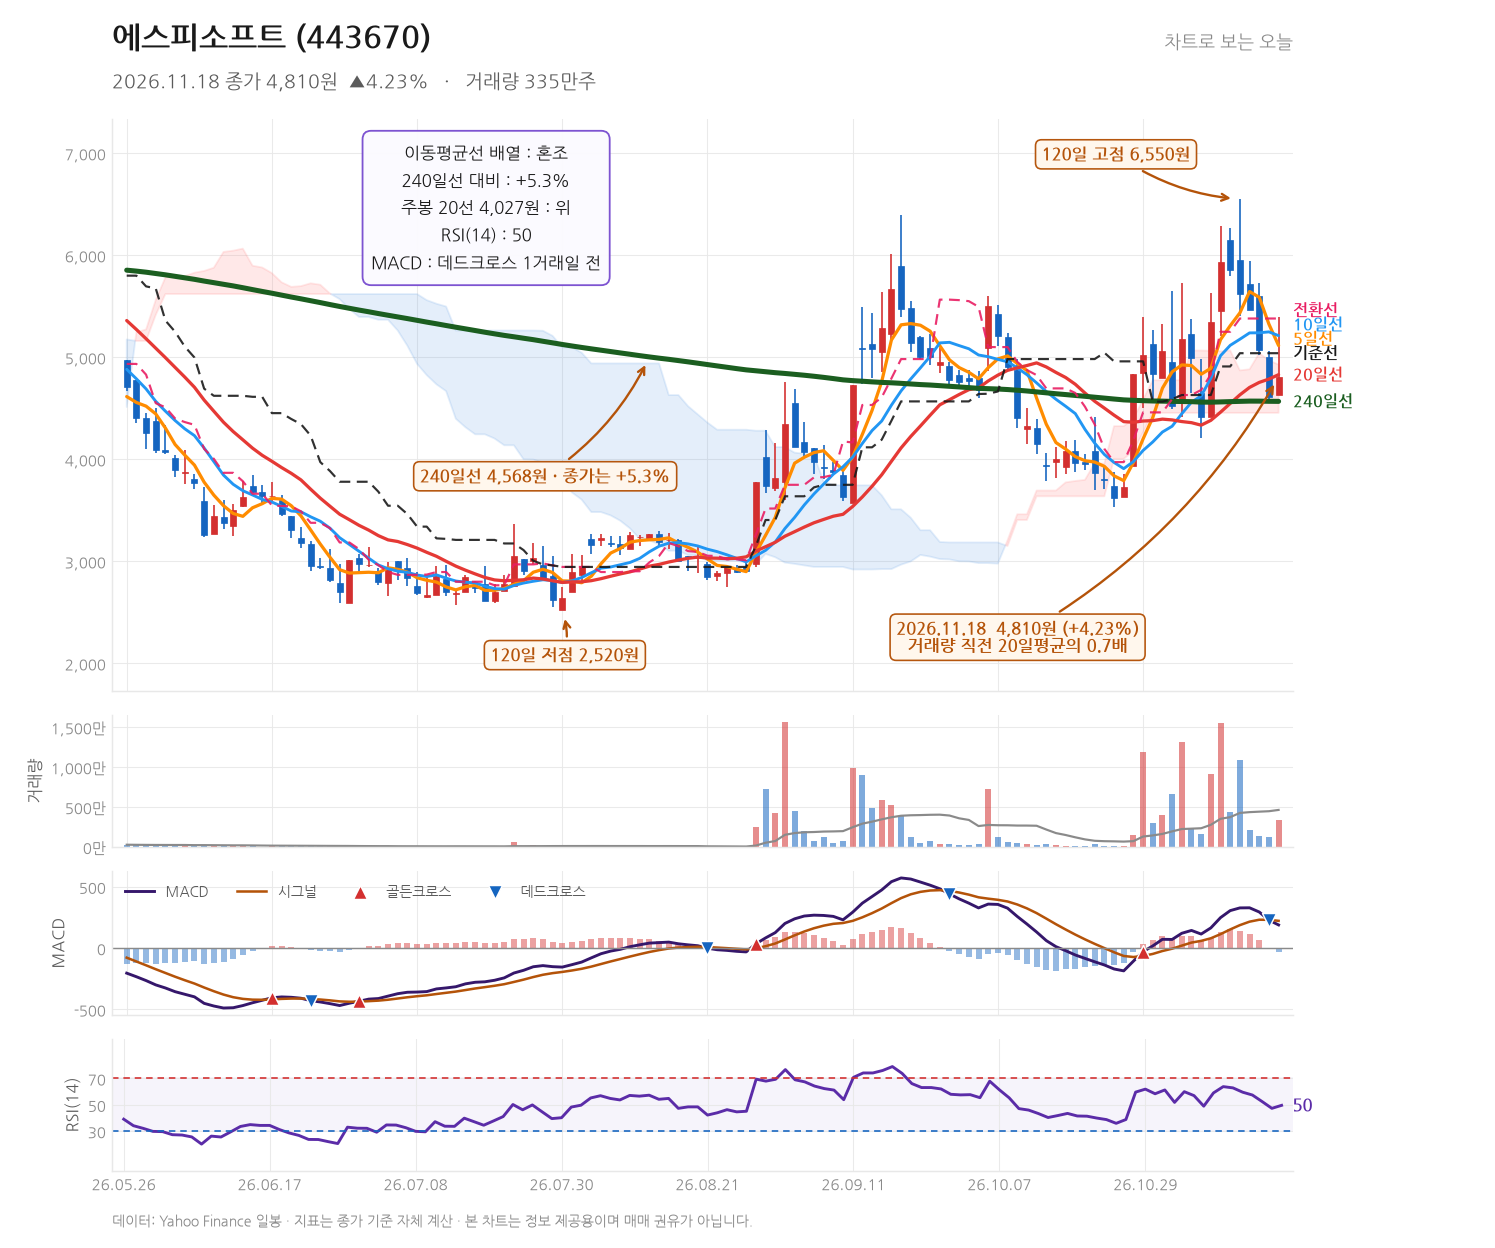 에스피소프트 (443670)
차트로 보는 오늘
2026.11.18 종가 4,810원 ▲4.23% · 거래량 335만주
이동평균선 배열 : 혼조
240일선 대비 : +5.3%
주봉 20선 4,027원 : 위
RSI(14) : 50
MACD : 데드크로스 1거래일 전
120일 고점 6,550원
7,000
6,000
5,000
4,000
3,000
2,000
전환선
10일선
5일선
기준선
20일선
240일선
240일선 4,568원 · 종가는 +5.3%
2026.11.18 4,810원 (+4.23%)
거래량 직전 20일평균의 0.7배
120일 저점 2,520원
거래량
1,500만
1,000만
500만
0만
MACD
500
0
-500
MACD
시그널
골든크로스
데드크로스
RSI(14)
70
50
30
50
26.05.26
26.06.17
26.07.08
26.07.30
26.08.21
26.09.11
26.10.07
26.10.29
데이터: Yahoo Finance 일봉 · 지표는 종가 기준 자체 계산 · 본 차트는 정보 제공용이며 매매 권유가 아닙니다.